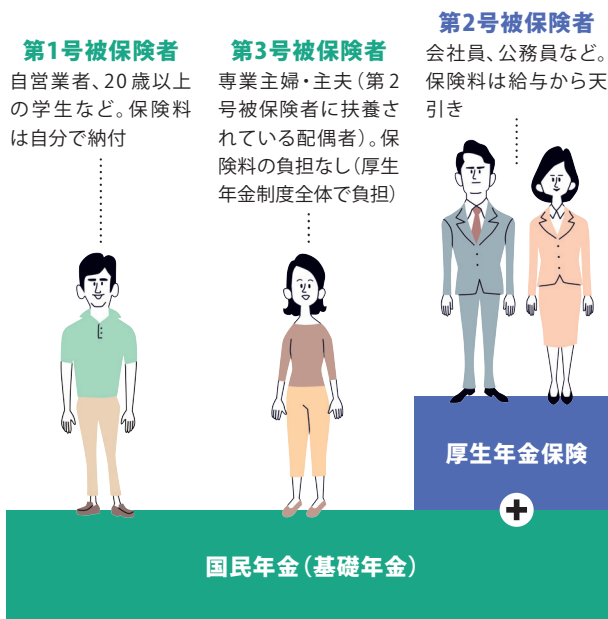 第1号被保険者
自営業者、20歳以上
の学生など。保険料
は自分で納付
第3号被保険者
専業主婦・主夫（第2
号被保険者に扶養さ
れている配偶者）。保
険料の負担なし（厚生
年金制度全体で負担）
第2号被保険者
会社員、公務員など。
保険料は給与から天
引き
厚生年金保険
+
国民年金（基礎年金）